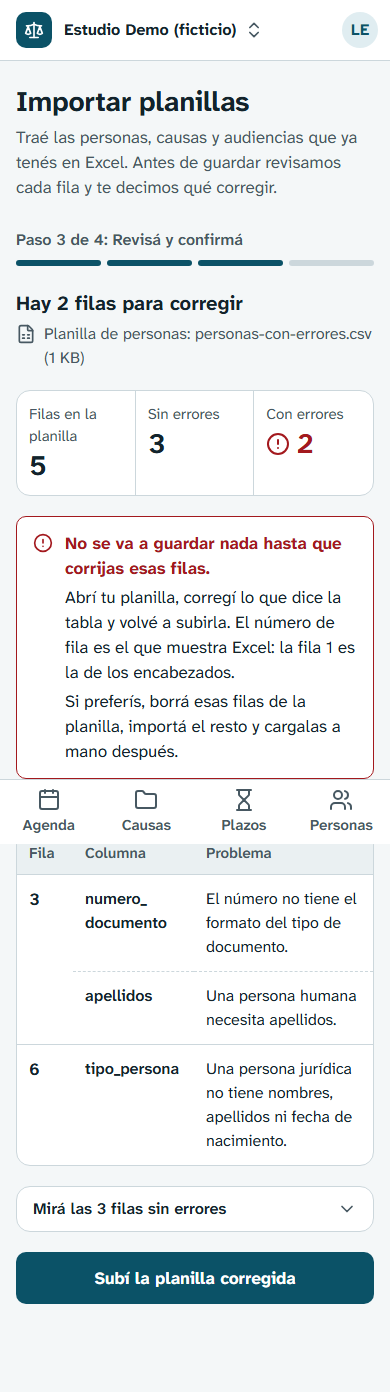 Estudio Demo (ficticio)
LE
Importar planillas
Traé las personas, causas y audiencias que ya
tenés en Excel. Antes de guardar revisamos
cada fila y te decimos qué corregir.
Paso 3 de 4: Revisá y confirmá
Hay 2 filas para corregir
Planilla de personas: personas-con-errores.csv
(1 KB)
Filas en la
planilla
5
Sin errores
3
Con errores
2
No se va a guardar nada hasta que
corrijas esas filas.
Abrí tu planilla, corregí lo que dice la
tabla y volvé a subirla. El número de
fila es el que muestra Excel: la fila 1 es
la de los encabezados.
Si preferís, borrá esas filas de la
planilla, importá el resto y cargalas a
mano después.
Agenda Causas Plazos Personas
Fila Columna Problema
3 numero_
documento
El número no tiene el
formato del tipo de
documento.
apellidos
Una persona humana
necesita apellidos.
6 tipo_persona
Una persona jurídica
no tiene nombres,
apellidos ni fecha de
nacimiento.
Mirá las 3 filas sin errores
Subí la planilla corregida